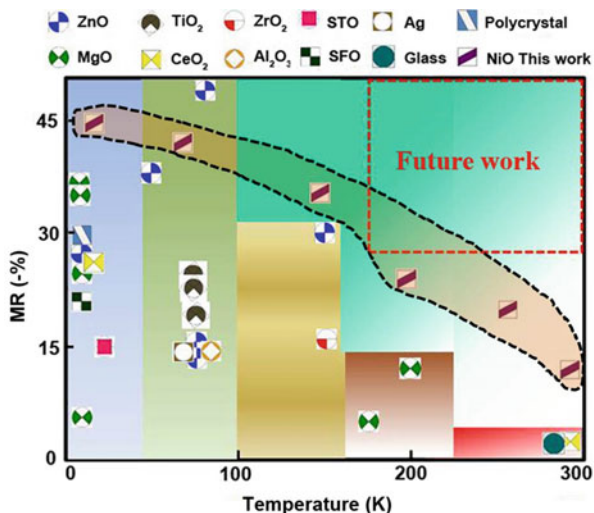 ZnO TiO₂ ZrO₂ STO Ag Polycrystal
MgO CeO₂ Al₂O₃ SFO Glass NiO This work
45
Future work
30
MR (-%)
15
0
0 100 200 300
Temperature (K)